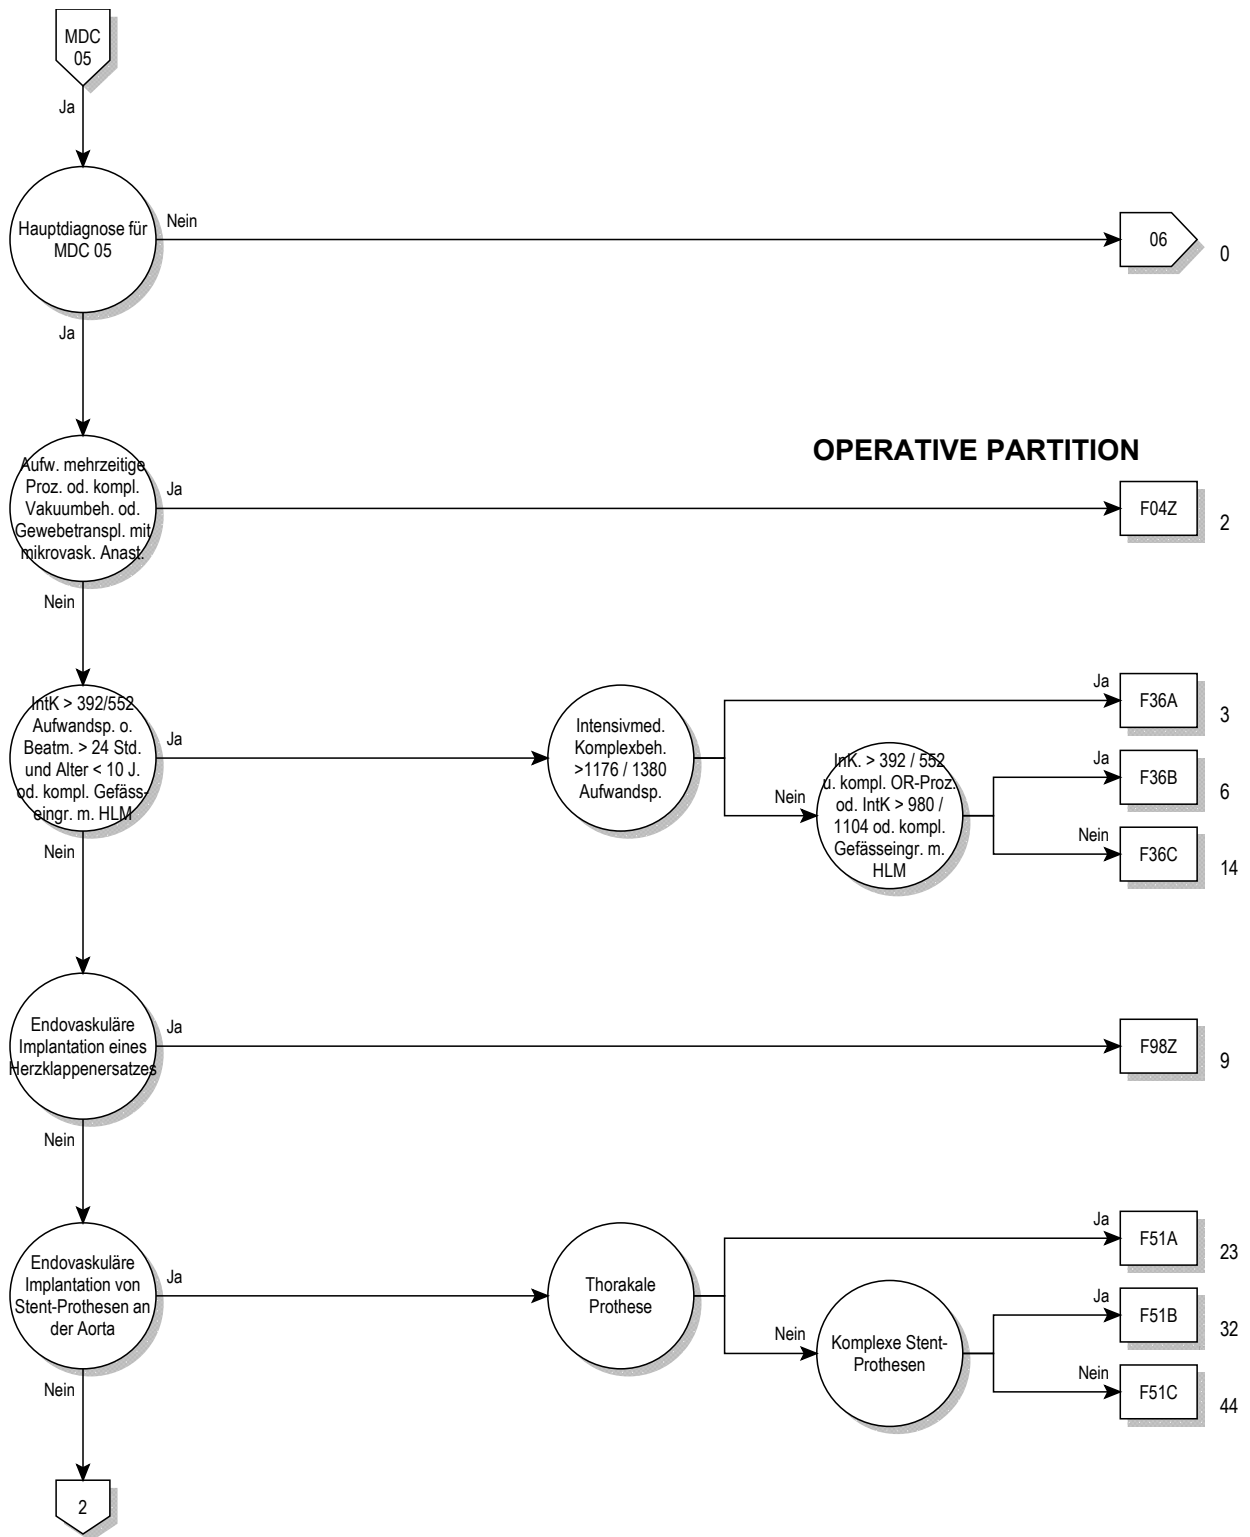 MDC
05
Ja
Hauptdiagnose für
MDC 05
Nein
06
0
Ja
OPERATIVE PARTITION
Aufw. mehrzeitige
Proz. od. kompl.
Vakuumbeh. od.
Gewebetranspl. mit
mikrovask. Anast.
Ja
F04Z
2
Nein
IntK > 392/552
Aufwandsp. o.
Beatm. > 24 Std.
und Alter < 10 J.
od. kompl. Gefäss-
eingr. m. HLM
Ja
Intensivmed.
Komplexbeh.
>1176 / 1380
Aufwandsp.
Ja
F36A
3
Nein
InK. > 392 / 552
u. kompl. OR-Proz.
od. IntK > 980 /
1104 od. kompl.
Gefässeingr. m.
HLM
Ja
F36B
6
Nein
F36C
14
Nein
Endovaskuläre
Implantation eines
Herzklappenersatzes
Ja
F98Z
9
Nein
Endovaskuläre
Implantation von
Stent-Prothesen an
der Aorta
Ja
Thorakale
Prothese
Ja
F51A
23
Nein
Komplexe Stent-
Prothesen
Ja
F51B
32
Nein
F51C
44
Nein
2